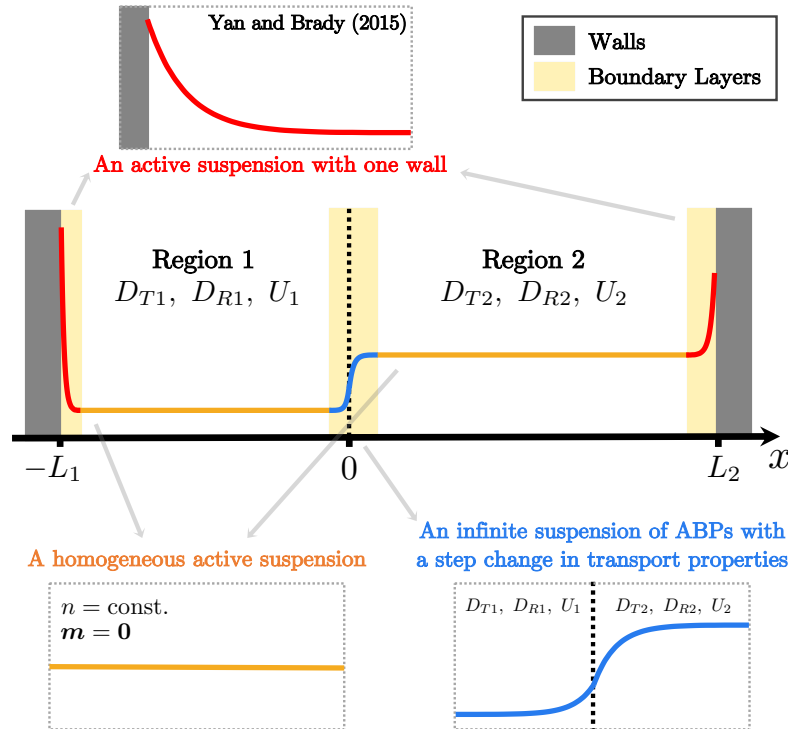 Yan and Brady (2015)
Walls
Boundary Layers
An active suspension with one wall
Region 1
D_{T1}, D_{R1}, U_1
Region 2
D_{T2}, D_{R2}, U_2
−L_1
0
L_2
x
A homogeneous active suspension
n = const.
m = 0
An infinite suspension of ABPs with
a step change in transport properties
D_{T1}, D_{R1}, U_1
D_{T2}, D_{R2}, U_2